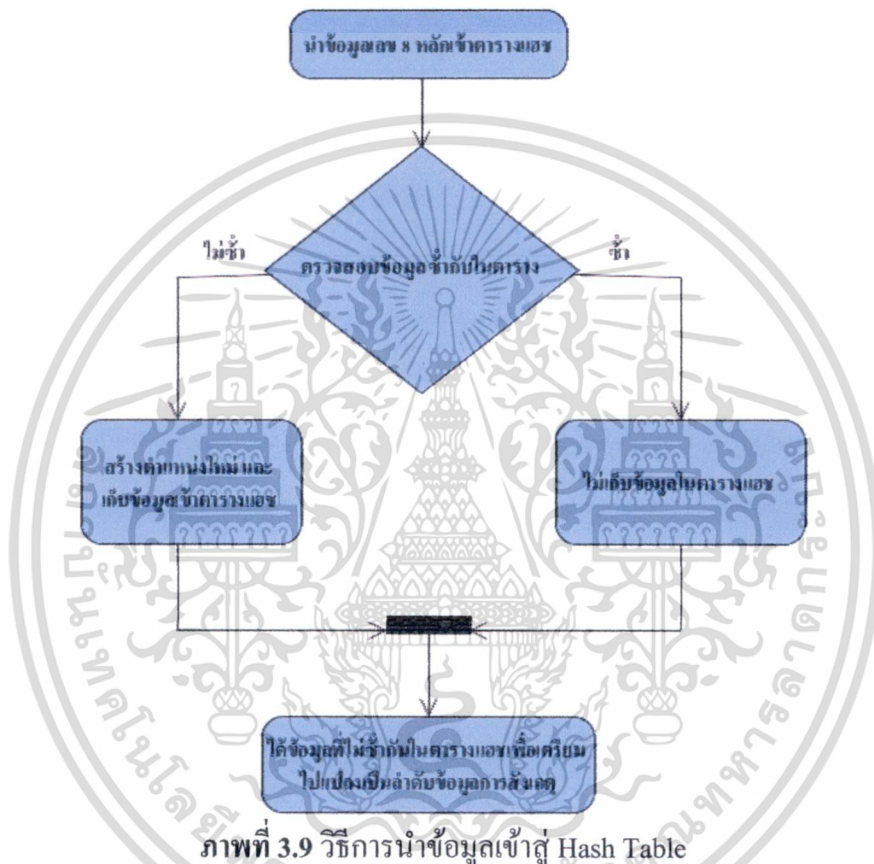 นำข้อมูลเลข 8 หลักเข้าตารางแฮช
ไม่ซ้ำ
ซ้ำ
ตรวจสอบข้อมูลซ้ำกับในตาราง
สร้างตำแหน่งใหม่ และ
เก็บข้อมูลเข้าตารางแฮช
ไม่เก็บข้อมูลในตารางแฮช
ได้ข้อมูลที่ไม่ซ้ำกันในตารางแฮชเพื่อเตรียม
ไปแปลงเป็นลำดับข้อมูลการสังเกต
ภาพที่ 3.9 วิธีการนำข้อมูลเข้าสู่ Hash Table